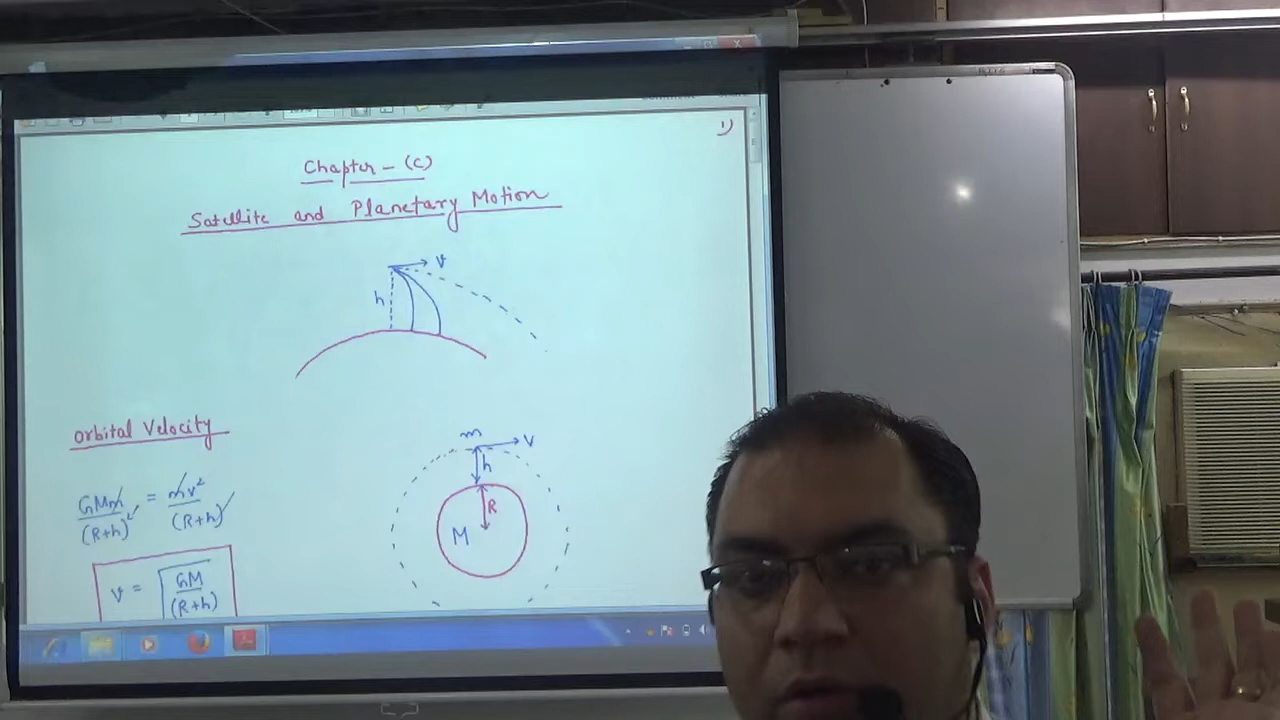 1)
Chapter - (C)
Satellite and Planetary Motion
v
h
orbital Velocity
m
v
h
R
M
GMm/(R+h)² = mv²/(R+h)
v = √(GM/(R+h))